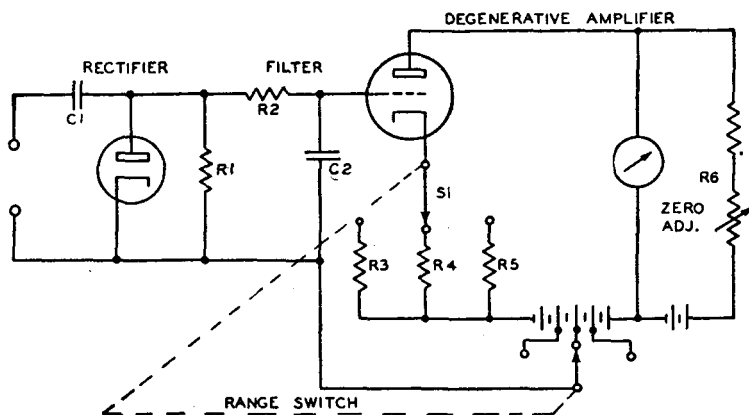 DEGENERATIVE AMPLIFIER
RECTIFIER
FILTER
C1
R2
R1
C2
S1
R3
R4
R5
R6
ZERO
ADJ.
RANGE SWITCH